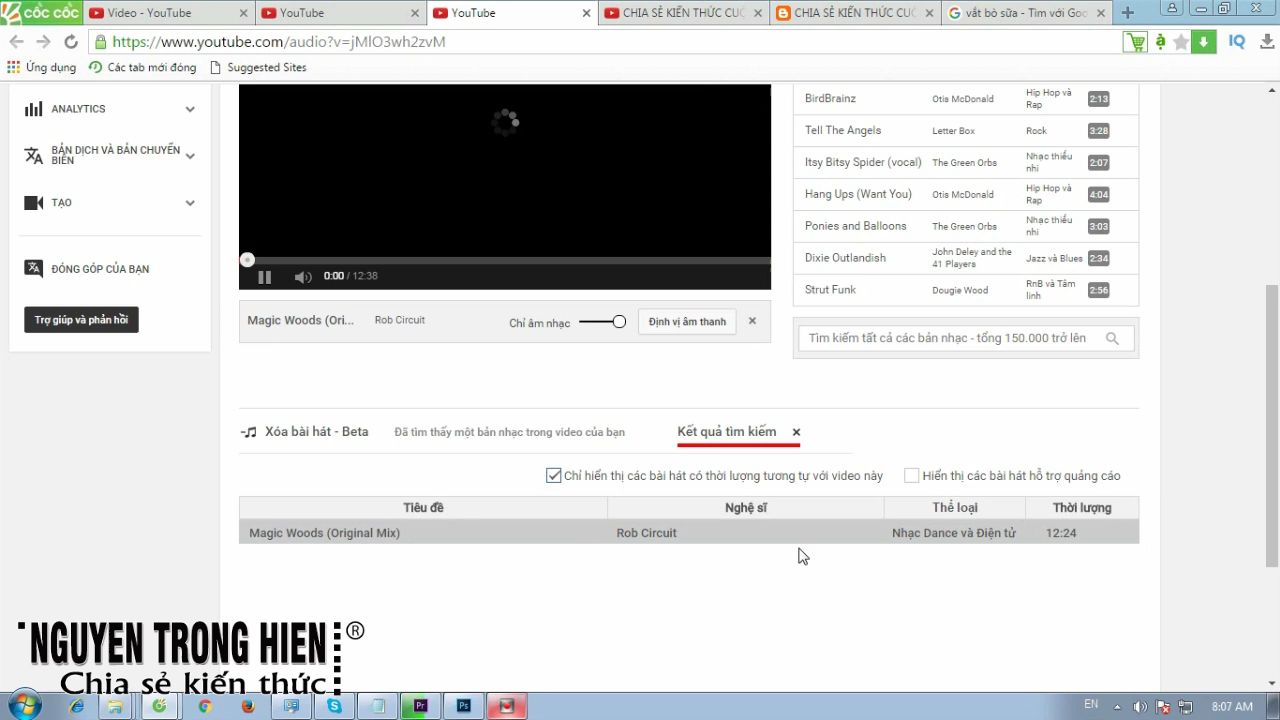 cốc cốc
Video - YouTube
YouTube
YouTube
CHIA SẺ KIẾN THỨC CUỘ
CHIA SẺ KIẾN THỨC CUỘ
vắt bò sữa - Tìm với Goo
https://www.youtube.com/audio?v=jMlO3wh2zvM
Ứng dụng
Các tab mới đóng
Suggested Sites
ANALYTICS
BẢN DỊCH VÀ BẢN CHUYỂN
BIÊN
TẠO
ĐÓNG GÓP CỦA BẠN
Trợ giúp và phản hồi
0:00 / 12:38
Magic Woods (Ori... Rob Circuit Chỉ âm nhạc Định vị âm thanh
BirdBrainz Otis McDonald Hip Hop và Rap 2:13
Tell The Angels Letter Box Rock 3:28
Itsy Bitsy Spider (vocal) The Green Orbs Nhạc thiếu nhi 2:07
Hang Ups (Want You) Otis McDonald Hip Hop và Rap 4:04
Ponies and Balloons The Green Orbs Nhạc thiếu nhi 3:03
Dixie Outlandish John Deley and the 41 Players Jazz và Blues 2:34
Strut Funk Dougie Wood RnB và Tâm linh 2:56
Tìm kiếm tất cả các bản nhạc - tổng 150.000 trở lên
Xóa bài hát - Beta Đã tìm thấy một bản nhạc trong video của bạn Kết quả tìm kiếm
Chỉ hiển thị các bài hát có thời lượng tương tự với video này Hiển thị các bài hát hỗ trợ quảng cáo
Tiêu đề Nghệ sĩ Thể loại Thời lượng
Magic Woods (Original Mix) Rob Circuit Nhạc Dance và Điện tử 12:24
NGUYEN TRONG HIEN ®
Chia sẻ kiến thức
EN 8:07 AM